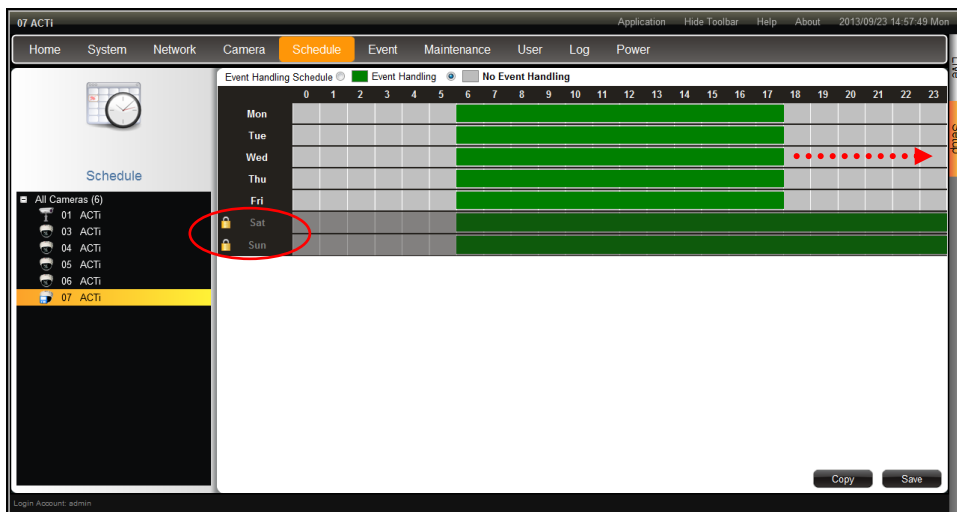 07 ACTi
Application Hide Toolbar Help About 2013/09/23 14:57:49 Mon
Home System Network Camera Schedule Event Maintenance User Log Power
Live
Setup
Event Handling Schedule Event Handling No Event Handling
0 1 2 3 4 5 6 7 8 9 10 11 12 13 14 15 16 17 18 19 20 21 22 23
Mon
Tue
Wed
Thu
Fri
Sat
Sun
Schedule
All Cameras (6)
01 ACTi
03 ACTi
04 ACTi
05 ACTi
06 ACTi
07 ACTi
Copy Save
Login Account: admin